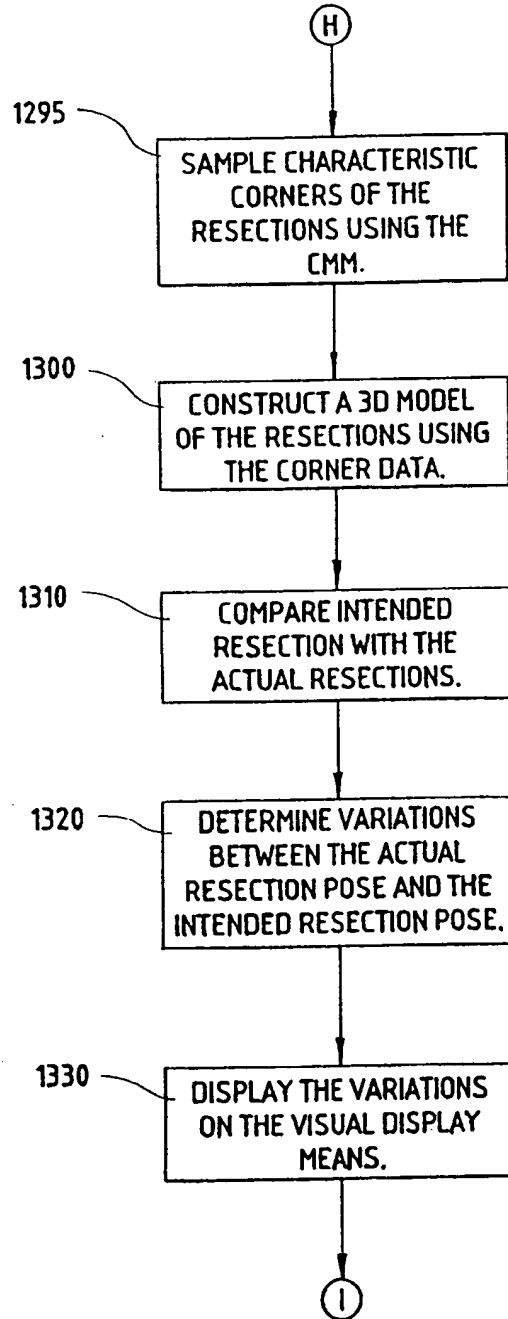 H
1295
SAMPLE CHARACTERISTIC
CORNERS OF THE
RESECTIONS USING THE
CMM.
1300
CONSTRUCT A 3D MODEL
OF THE RESECTIONS USING
THE CORNER DATA.
1310
COMPARE INTENDED
RESECTION WITH THE
ACTUAL RESECTIONS.
1320
DETERMINE VARIATIONS
BETWEEN THE ACTUAL
RESECTION POSE AND THE
INTENDED RESECTION POSE.
1330
DISPLAY THE VARIATIONS
ON THE VISUAL DISPLAY
MEANS.
I